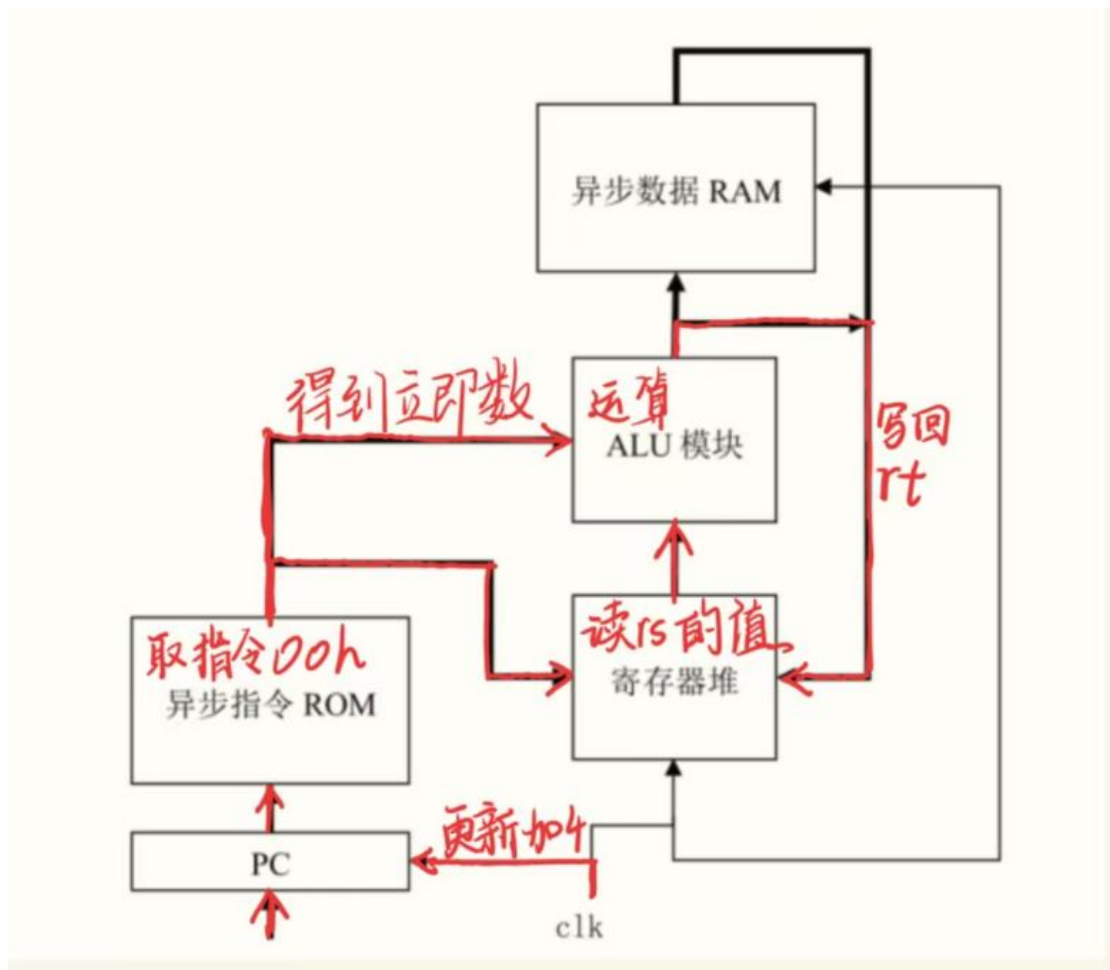 异步数据 RAM
得到立即数
运算
ALU 模块
写回
rt
取指令00h
异步指令 ROM
读rs的值
寄存器堆
更新加4
PC
clk